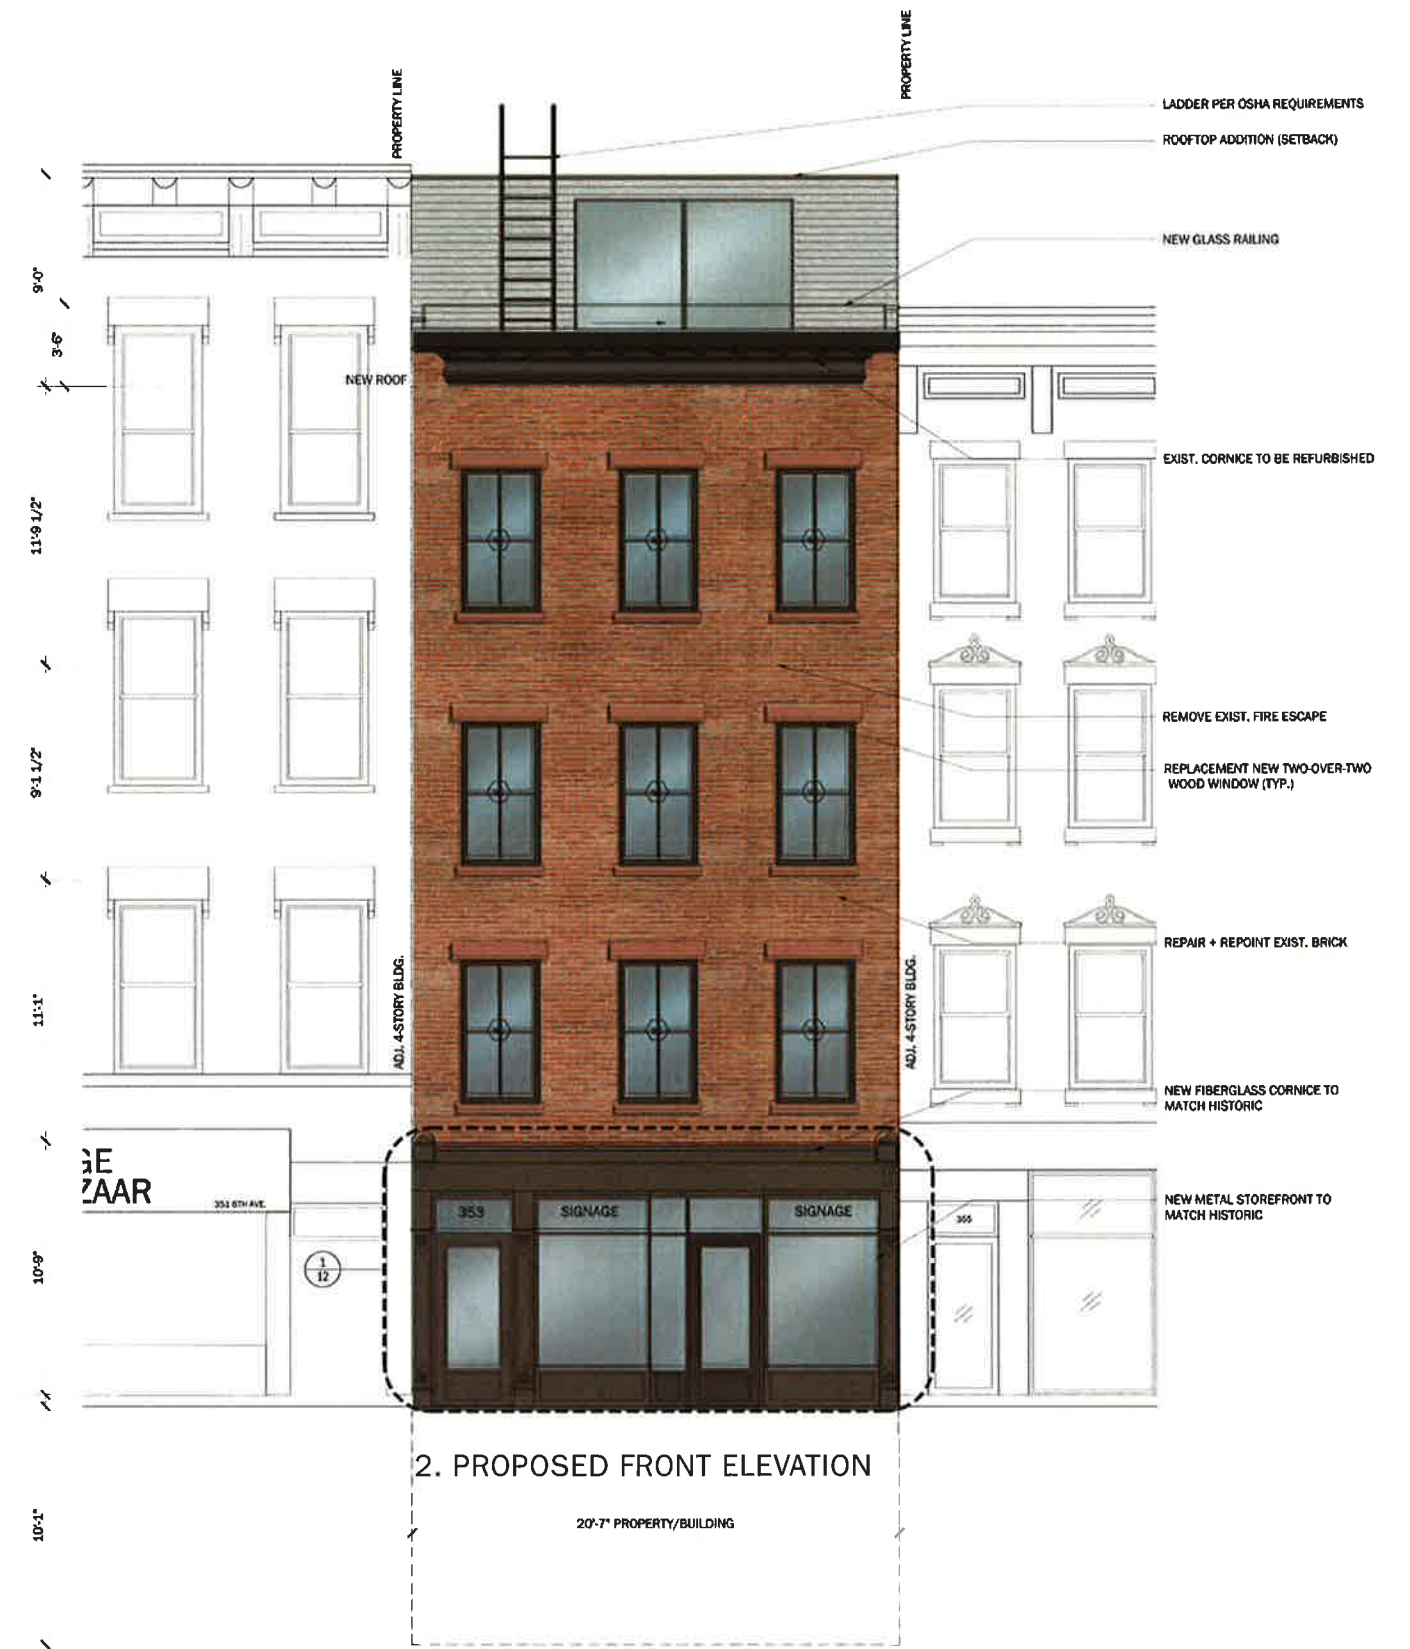 PROPERTY LINE
PROPERTY LINE
LADDER PER OSHA REQUIREMENTS
ROOFTOP ADDITION (SETBACK)
NEW GLASS RAILING
9'-0"
3'-6"
NEW ROOF
EXIST. CORNICE TO BE REFURBISHED
11'-9 1/2"
REMOVE EXIST. FIRE ESCAPE
REPLACEMENT NEW TWO-OVER-TWO
WOOD WINDOW (TYP.)
9'-1 1/2"
REPAIR + REPOINT EXIST. BRICK
ADJ. 4-STORY BLDG.
ADJ. 4-STORY BLDG.
11'-1"
NEW FIBERGLASS CORNICE TO
MATCH HISTORIC
GE
ZAAR
351 6TH AVE.
353
SIGNAGE
SIGNAGE
355
NEW METAL STOREFRONT TO
MATCH HISTORIC
1
12
10'-9"
2. PROPOSED FRONT ELEVATION
20'-7" PROPERTY/BUILDING
10'-1"